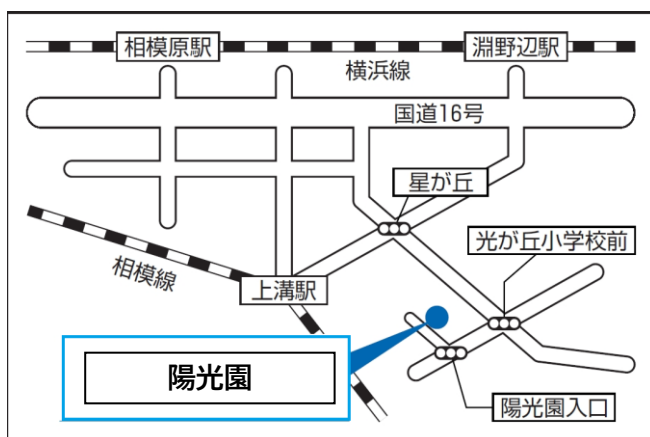 相模原駅
淵野辺駅
横浜線
国道16号
星が丘
光が丘小学校前
相模線
上溝駅
陽光園
陽光園入口